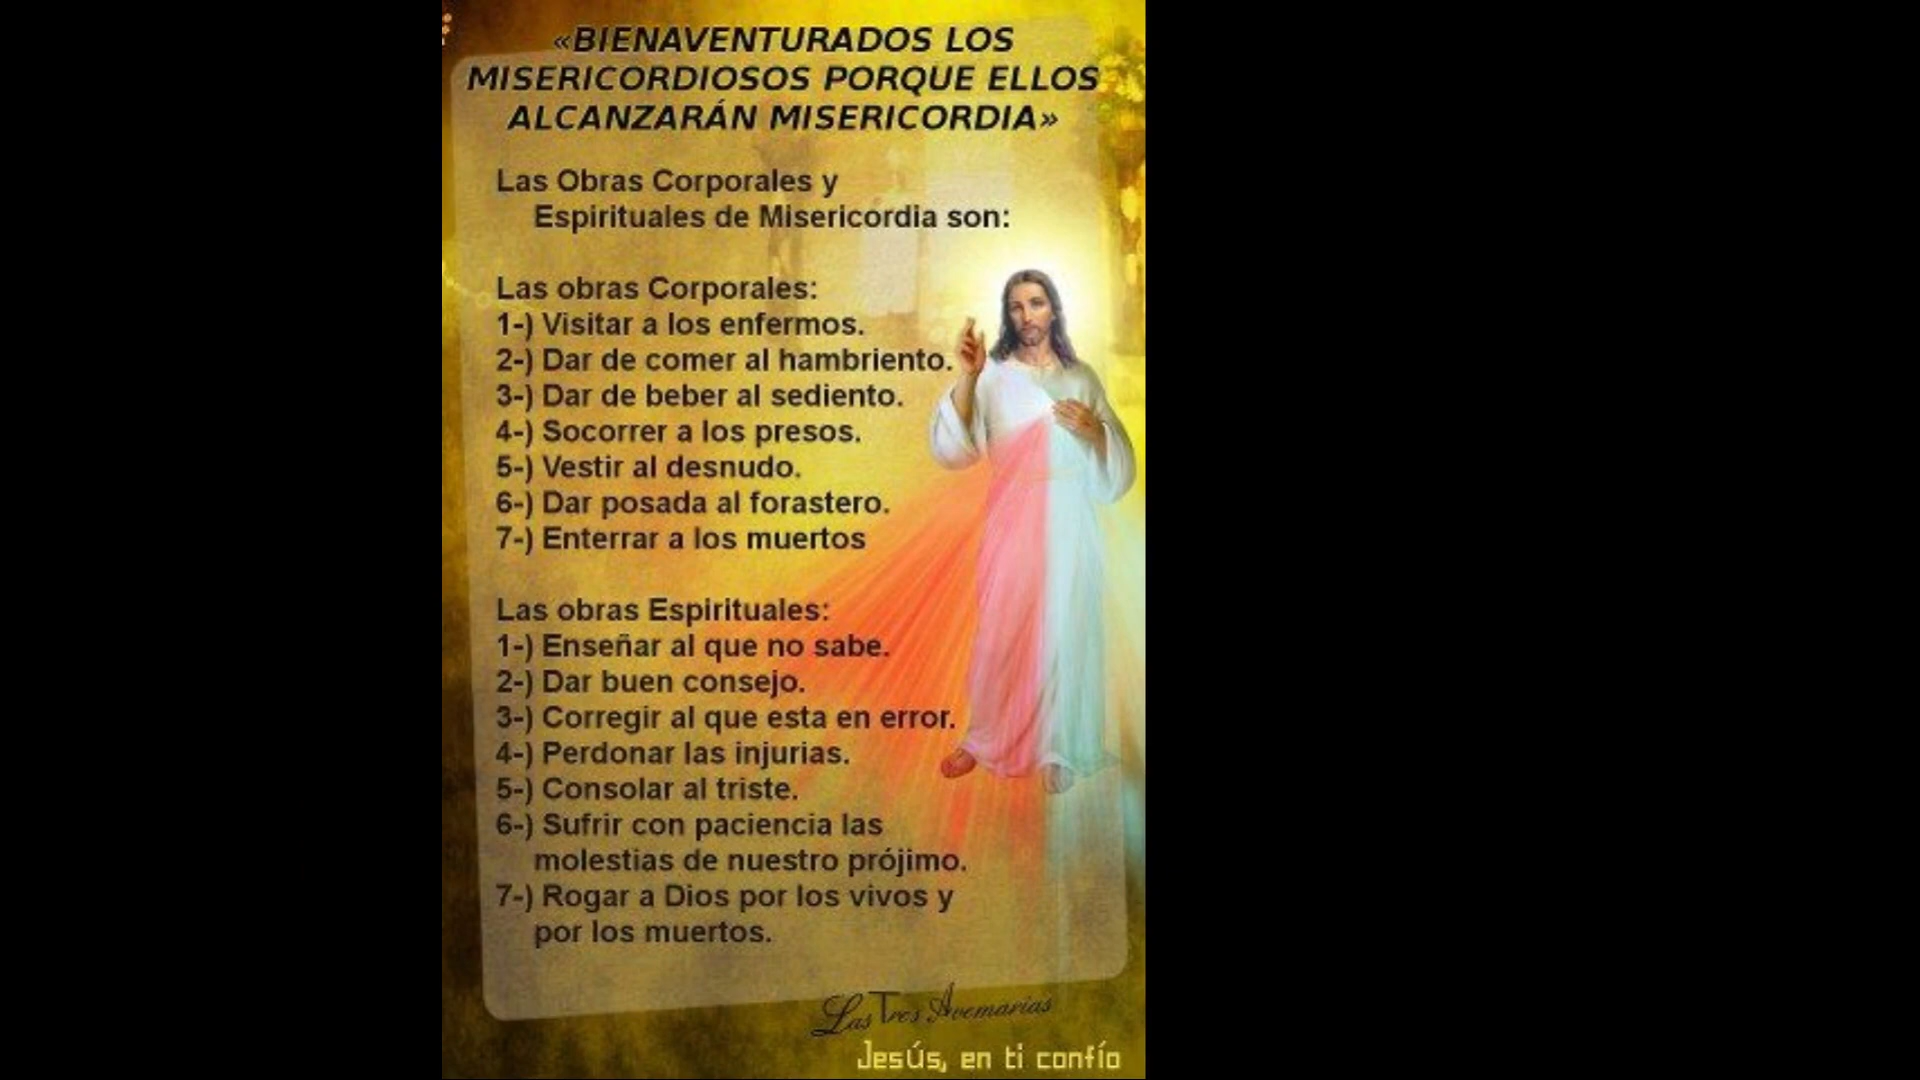 «BIENAVENTURADOS LOS
MISERICORDIOSOS PORQUE ELLOS
ALCANZARÁN MISERICORDIA»
Las Obras Corporales y
Espirituales de Misericordia son:
Las obras Corporales:
1-) Visitar a los enfermos.
2-) Dar de comer al hambriento.
3-) Dar de beber al sediento.
4-) Socorrer a los presos.
5-) Vestir al desnudo.
6-) Dar posada al forastero.
7-) Enterrar a los muertos
Las obras Espirituales:
1-) Enseñar al que no sabe.
2-) Dar buen consejo.
3-) Corregir al que esta en error.
4-) Perdonar las injurias.
5-) Consolar al triste.
6-) Sufrir con paciencia las
molestias de nuestro prójimo.
7-) Rogar a Dios por los vivos y
por los muertos.
Las Tres Avemarías
Jesús, en ti confío